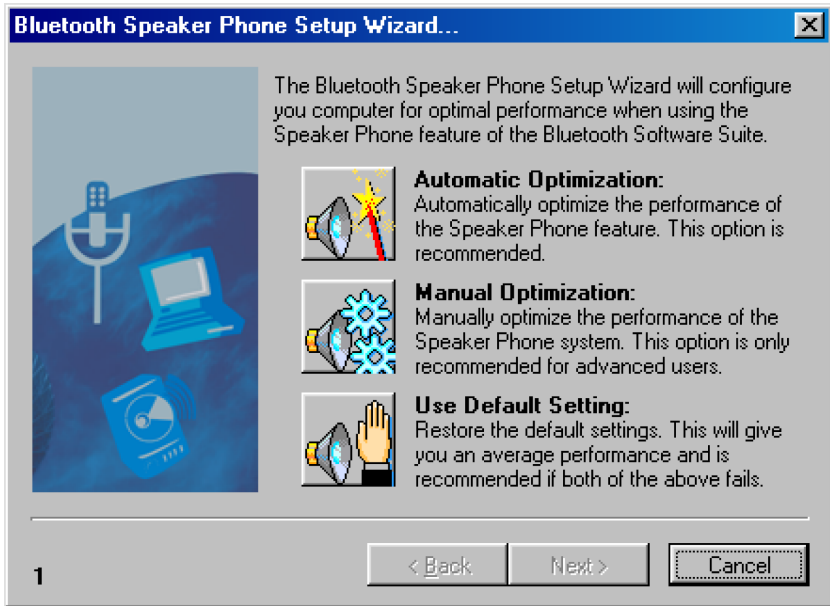 Bluetooth Speaker Phone Setup Wizard...
The Bluetooth Speaker Phone Setup Wizard will configure
you computer for optimal performance when using the
Speaker Phone feature of the Bluetooth Software Suite.
Automatic Optimization:
Automatically optimize the performance of
the Speaker Phone feature. This option is
recommended.
Manual Optimization:
Manually optimize the performance of the
Speaker Phone system. This option is only
recommended for advanced users.
Use Default Setting:
Restore the default settings. This will give
you an average performance and is
recommended if both of the above fails.
1
< Back
Next >
Cancel